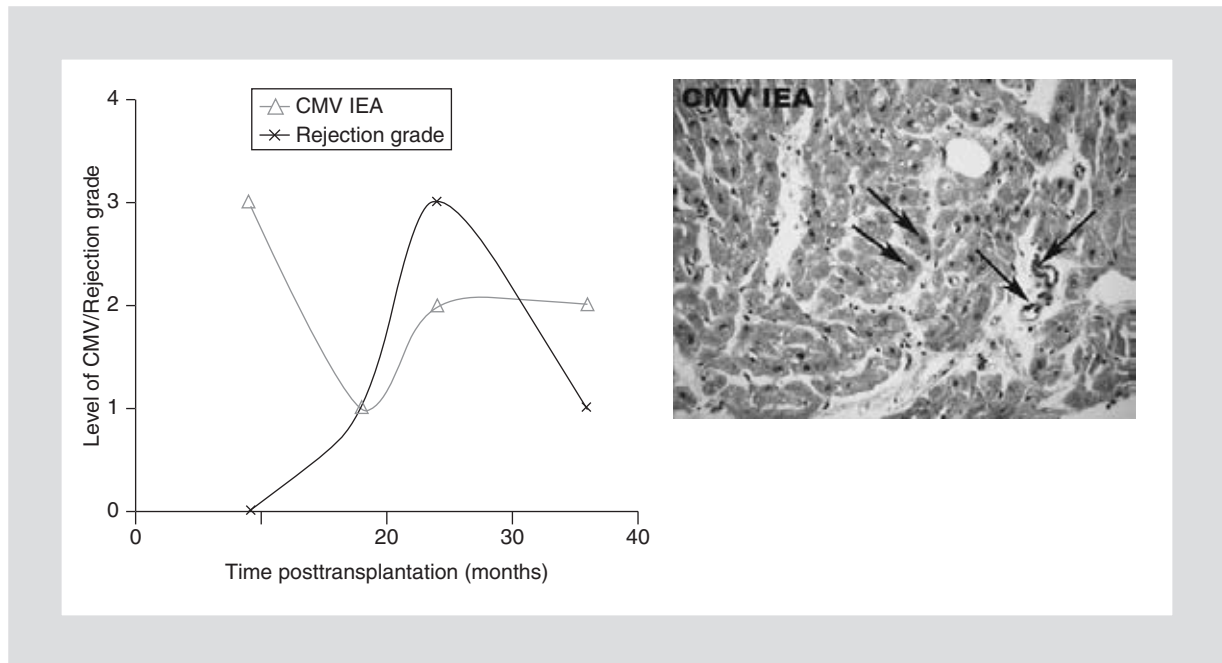 4
3
2
1
0
Level of CMV/Rejection grade
CMV IEA
Rejection grade
0
20
30
40
Time posttransplantation (months)
CMV IEA